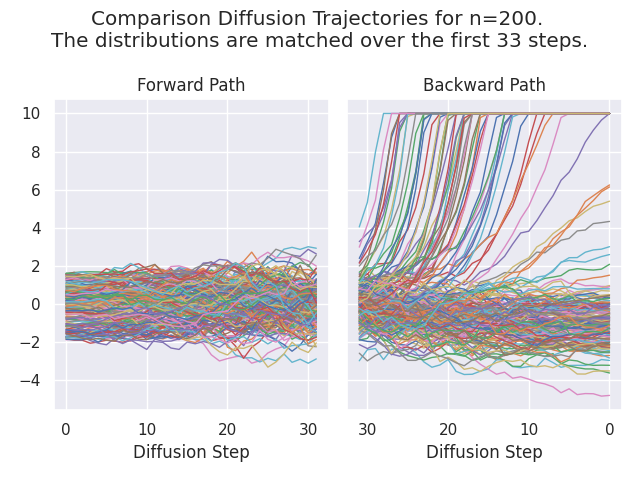 Comparison Diffusion Trajectories for n=200.
The distributions are matched over the first 33 steps.
Forward Path
Backward Path
10
8
6
4
2
0
−2
−4
0
10
20
30
30
20
10
0
Diffusion Step
Diffusion Step